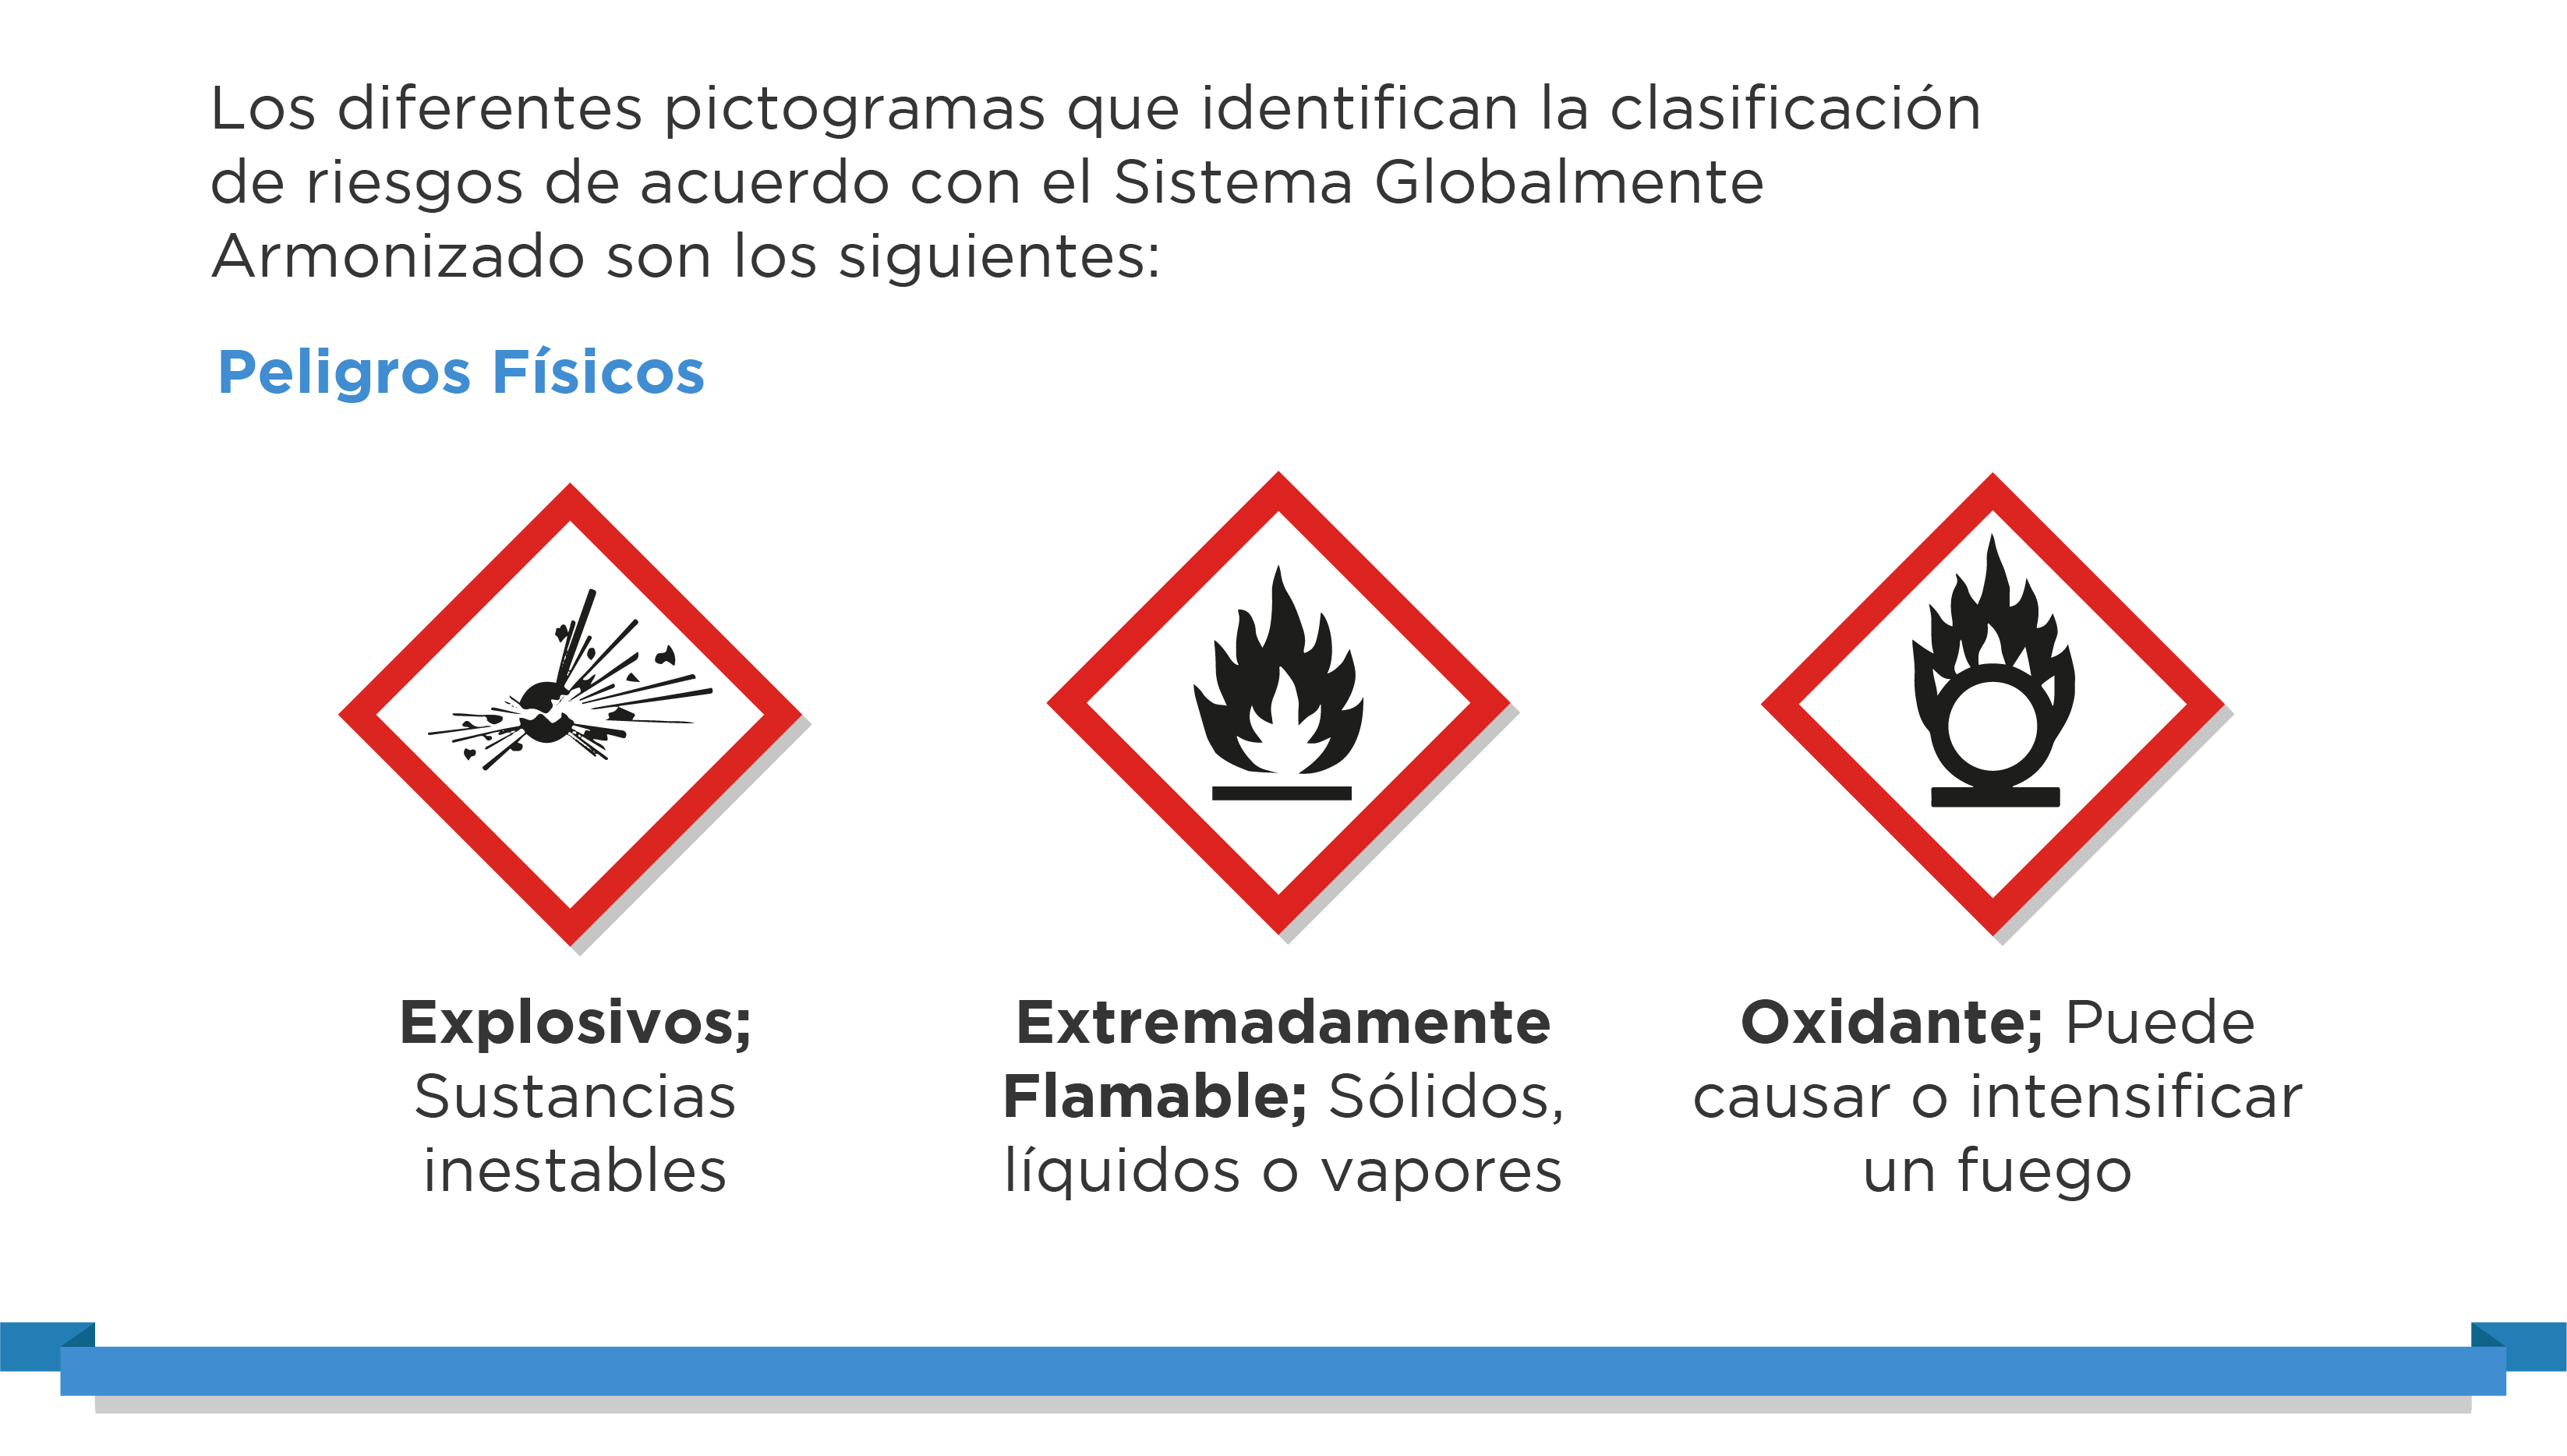 Los diferentes pictogramas que identifican la clasificación
de riesgos de acuerdo con el Sistema Globalmente
Armonizado son los siguientes:
Peligros Físicos
Explosivos;
Sustancias
inestables
Extremadamente
Flamable; Sólidos,
líquidos o vapores
Oxidante; Puede
causar o intensificar
un fuego